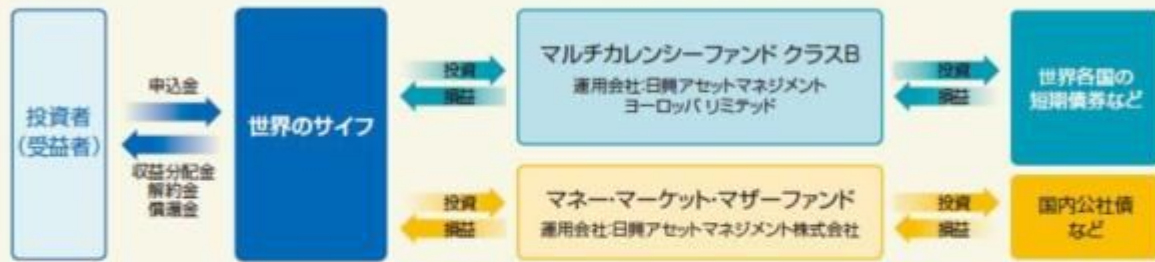 投資者
(受益者)
申込金
収益分配金
解約金
償還金
世界のサイフ
投資
損益
マルチカレンシーファンド クラスB
運用会社:日興アセットマネジメント
ヨーロッパ リミテッド
投資
損益
世界各国の
短期債券など
投資
損益
マネー・マーケット・マザーファンド
運用会社:日興アセットマネジメント株式会社
投資
損益
国内公社債
など